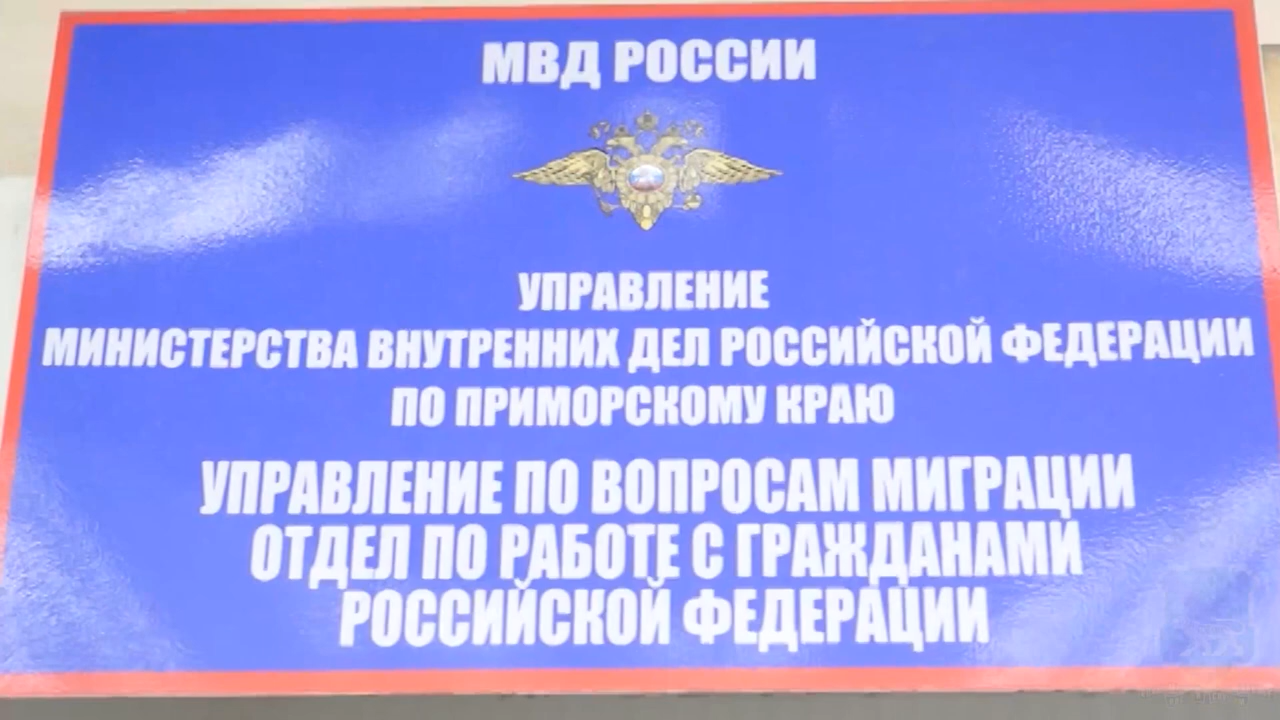 МВД РОССИИ
УПРАВЛЕНИЕ
МИНИСТЕРСТВА ВНУТРЕННИХ ДЕЛ РОССИЙСКОЙ ФЕДЕРАЦИИ
ПО ПРИМОРСКОМУ КРАЮ
УПРАВЛЕНИЕ ПО ВОПРОСАМ МИГРАЦИИ
ОТДЕЛ ПО РАБОТЕ С ГРАЖДАНАМИ
РОССИЙСКОЙ ФЕДЕРАЦИИ